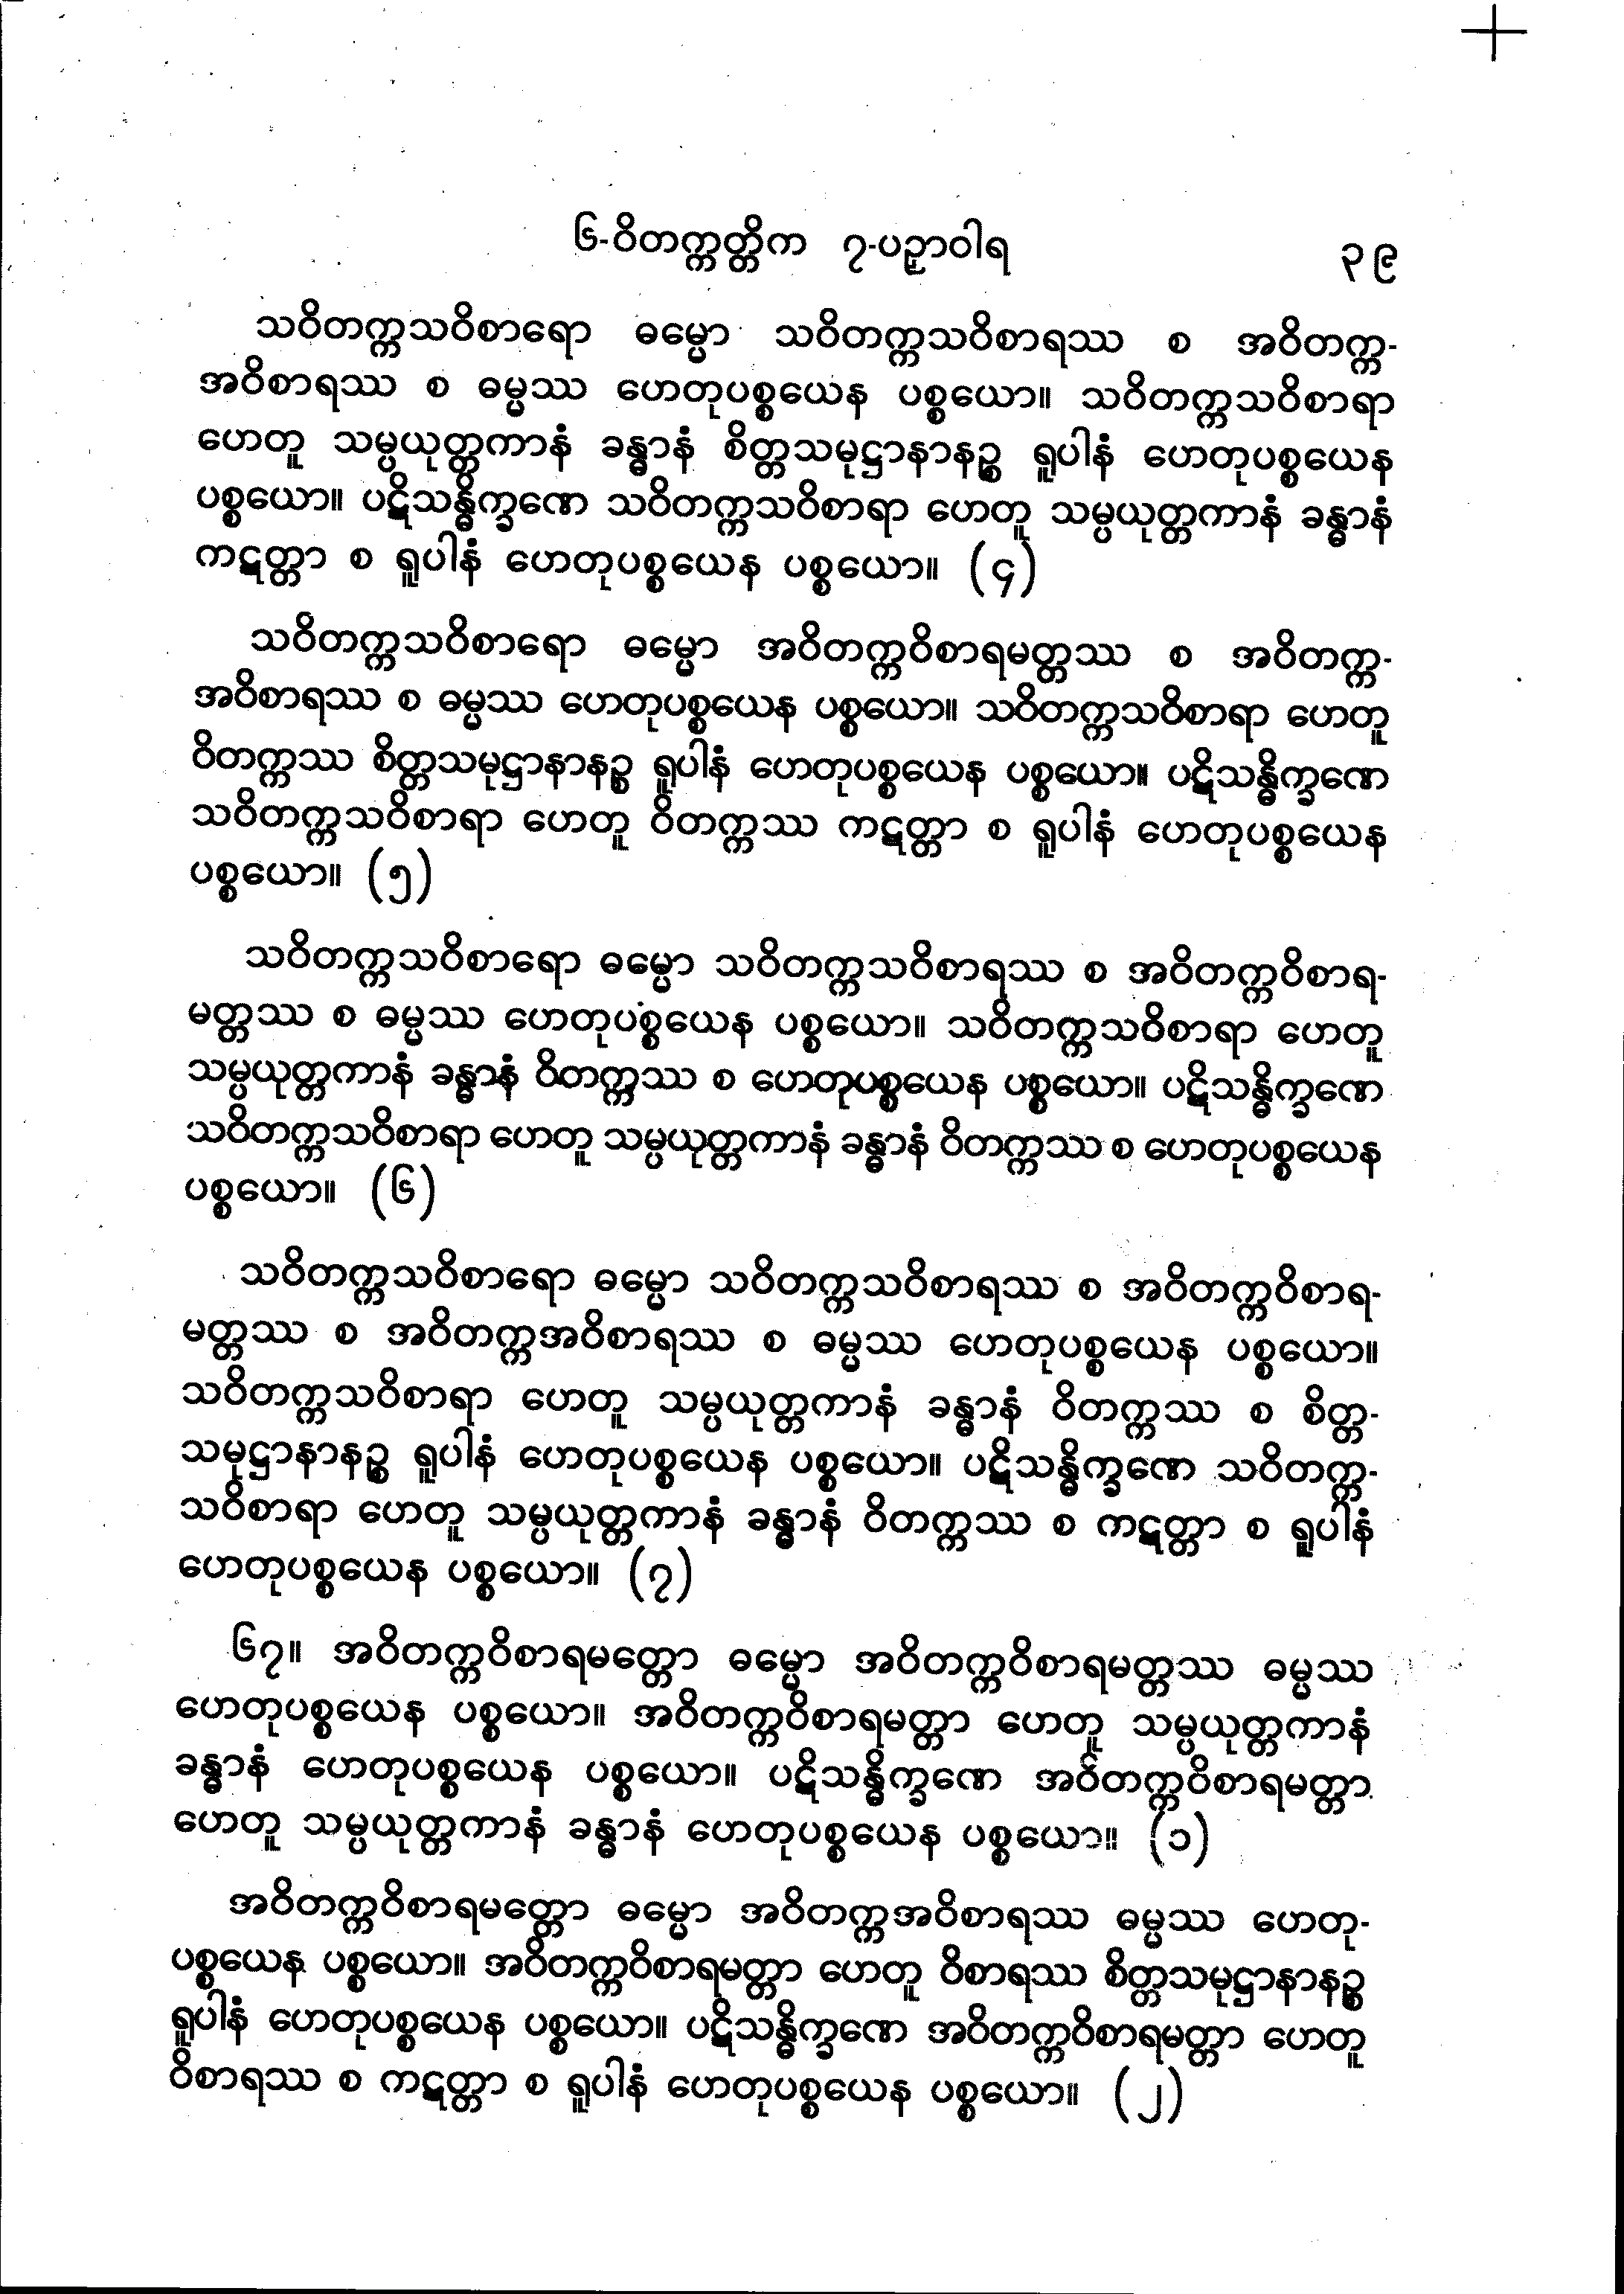 ၆-ဝိတက္ကတ္တိက ၇-ပဉှာဝါရ ၃၉
သဝိတက္ကသဝိစာရော ဓမ္မော သဝိတက္ကသဝိစာရဿ စ အဝိတက္က-
အဝိစာရဿ စ ဓမ္မဿ ဟေတုပစ္စယေန ပစ္စယော။ သဝိတက္ကသဝိစာရာ
ဟေတူ သမ္ပယုတ္တကာနံ ခန္ဓာနံ စိတ္တသမုဋ္ဌာနာနဉ္စ ရူပါနံ ဟေတုပစ္စယေန
ပစ္စယော။ ပဋိသန္ဓိက္ခဏေ သဝိတက္ကသဝိစာရာ ဟေတူ သမ္ပယုတ္တကာနံ ခန္ဓာနံ
ကဋတ္တာ စ ရူပါနံ ဟေတုပစ္စယေန ပစ္စယော။ (၄)
သဝိတက္ကသဝိစာရော ဓမ္မော အဝိတက္ကဝိစာရမတ္တဿ စ အဝိတက္က-
အဝိစာရဿ စ ဓမ္မဿ ဟေတုပစ္စယေန ပစ္စယော။ သဝိတက္ကသဝိစာရာ ဟေတူ
ဝိတက္ကဿ စိတ္တသမုဋ္ဌာနာနဉ္စ ရူပါနံ ဟေတုပစ္စယေန ပစ္စယော။ ပဋိသန္ဓိက္ခဏေ
သဝိတက္ကသဝိစာရာ ဟေတူ ဝိတက္ကဿ ကဋတ္တာ စ ရူပါနံ ဟေတုပစ္စယေန
ပစ္စယော။ (၅)
သဝိတက္ကသဝိစာရော ဓမ္မော သဝိတက္ကသဝိစာရဿ စ အဝိတက္ကဝိစာရ-
မတ္တဿ စ ဓမ္မဿ ဟေတုပစ္စယေန ပစ္စယော။ သဝိတက္ကသဝိစာရာ ဟေတူ
သမ္ပယုတ္တကာနံ ခန္ဓာနံ ဝိတက္ကဿ စ ဟေတုပစ္စယေန ပစ္စယော။ ပဋိသန္ဓိက္ခဏေ
သဝိတက္ကသဝိစာရာ ဟေတူ သမ္ပယုတ္တကာနံ ခန္ဓာနံ ဝိတက္ကဿ စ ဟေတုပစ္စယေန
ပစ္စယော။ (၆)
သဝိတက္ကသဝိစာရော ဓမ္မော သဝိတက္ကသဝိစာရဿ စ အဝိတက္ကဝိစာရ-
မတ္တဿ စ အဝိတက္ကအဝိစာရဿ စ ဓမ္မဿ ဟေတုပစ္စယေန ပစ္စယော။
သဝိတက္ကသဝိစာရာ ဟေတူ သမ္ပယုတ္တကာနံ ခန္ဓာနံ ဝိတက္ကဿ စ စိတ္တ-
သမုဋ္ဌာနာနဉ္စ ရူပါနံ ဟေတုပစ္စယေန ပစ္စယော။ ပဋိသန္ဓိက္ခဏေ သဝိတက္က-
သဝိစာရာ ဟေတူ သမ္ပယုတ္တကာနံ ခန္ဓာနံ ဝိတက္ကဿ စ ကဋတ္တာ စ ရူပါနံ
ဟေတုပစ္စယေန ပစ္စယော။ (၇)
၆၇။ အဝိတက္ကဝိစာရမတ္တော ဓမ္မော အဝိတက္ကဝိစာရမတ္တဿ ဓမ္မဿ
ဟေတုပစ္စယေန ပစ္စယော။ အဝိတက္ကဝိစာရမတ္တာ ဟေတူ သမ္ပယုတ္တကာနံ
ခန္ဓာနံ ဟေတုပစ္စယေန ပစ္စယော။ ပဋိသန္ဓိက္ခဏေ အဝိတက္ကဝိစာရမတ္တာ
ဟေတူ သမ္ပယုတ္တကာနံ ခန္ဓာနံ ဟေတုပစ္စယေန ပစ္စယော။ (၁)
အဝိတက္ကဝိစာရမတ္တော ဓမ္မော အဝိတက္ကအဝိစာရဿ ဓမ္မဿ ဟေတု-
ပစ္စယေန ပစ္စယော။ အဝိတက္ကဝိစာရမတ္တာ ဟေတူ ဝိစာရဿ စိတ္တသမုဋ္ဌာနာနဉ္စ
ရူပါနံ ဟေတုပစ္စယေန ပစ္စယော။ ပဋိသန္ဓိက္ခဏေ အဝိတက္ကဝိစာရမတ္တာ ဟေတူ
ဝိစာရဿ စ ကဋတ္တာ စ ရူပါနံ ဟေတုပစ္စယေန ပစ္စယော။ (၂)